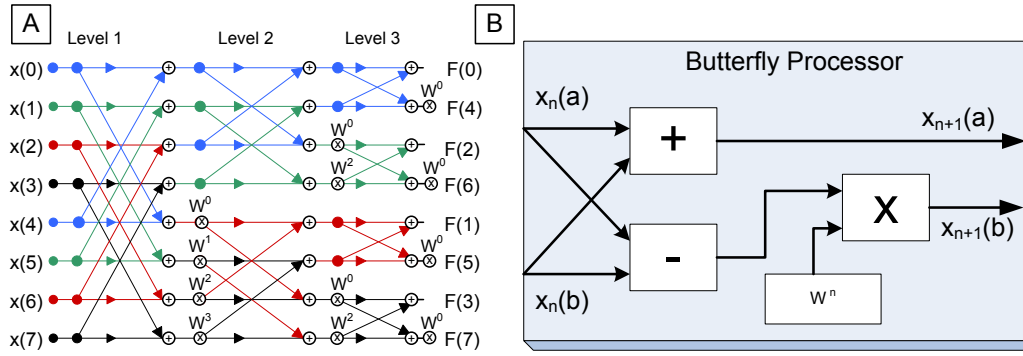 A
Level 1 Level 2 Level 3
x(0) F(0)
W⁰
x(1) F(4)
W⁰
x(2) F(2)
W² W⁰
x(3) F(6)
W⁰
x(4) F(1)
W¹ W⁰
x(5) F(5)
W² W⁰
x(6) F(3)
W³ W² W⁰
x(7) F(7)
B
Butterfly Processor
xₙ(a)
+
xₙ₊₁(a)
-
X
xₙ₊₁(b)
xₙ(b)
Wⁿ